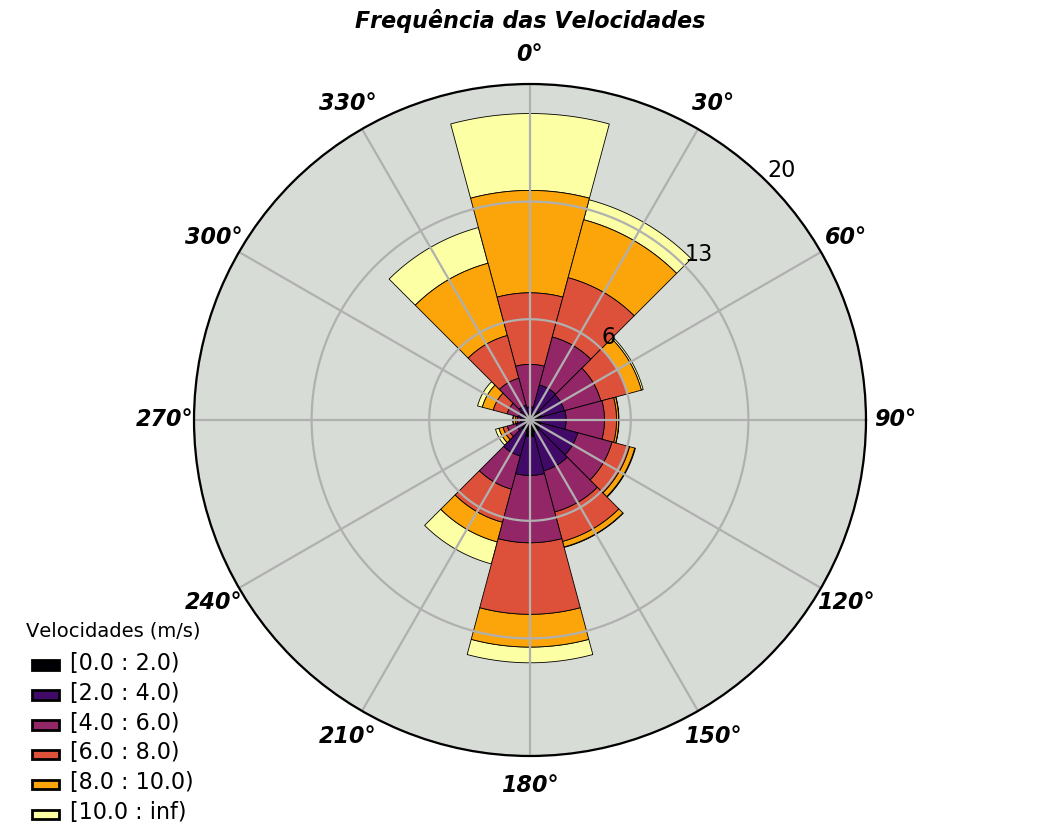 Frequência das Velocidades
0°
330°
30°
20
300°
60°
13
6
270°
90°
240°
120°
210°
150°
180°
Velocidades (m/s)
[0.0 : 2.0)
[2.0 : 4.0)
[4.0 : 6.0)
[6.0 : 8.0)
[8.0 : 10.0)
[10.0 : inf)